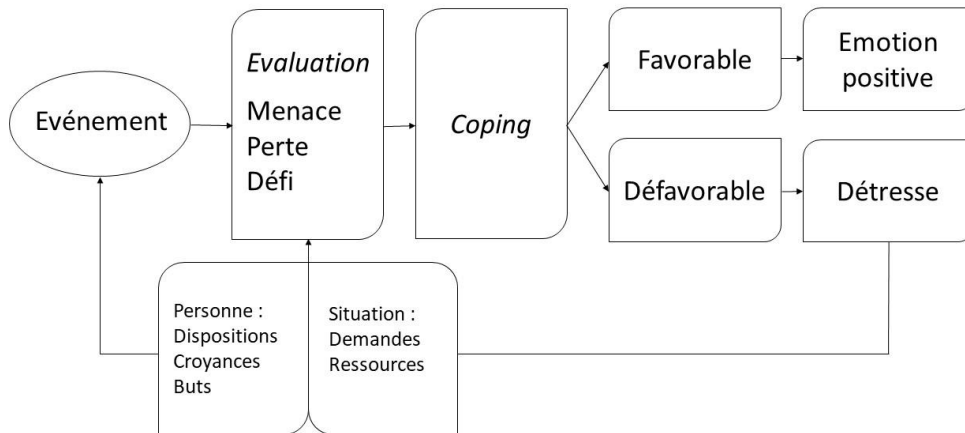 Evénement
Evaluation
Menace
Perte
Défi
Coping
Favorable
Emotion
positive
Défavorable
Détresse
Personne :
Dispositions
Croyances
Buts
Situation :
Demandes
Ressources